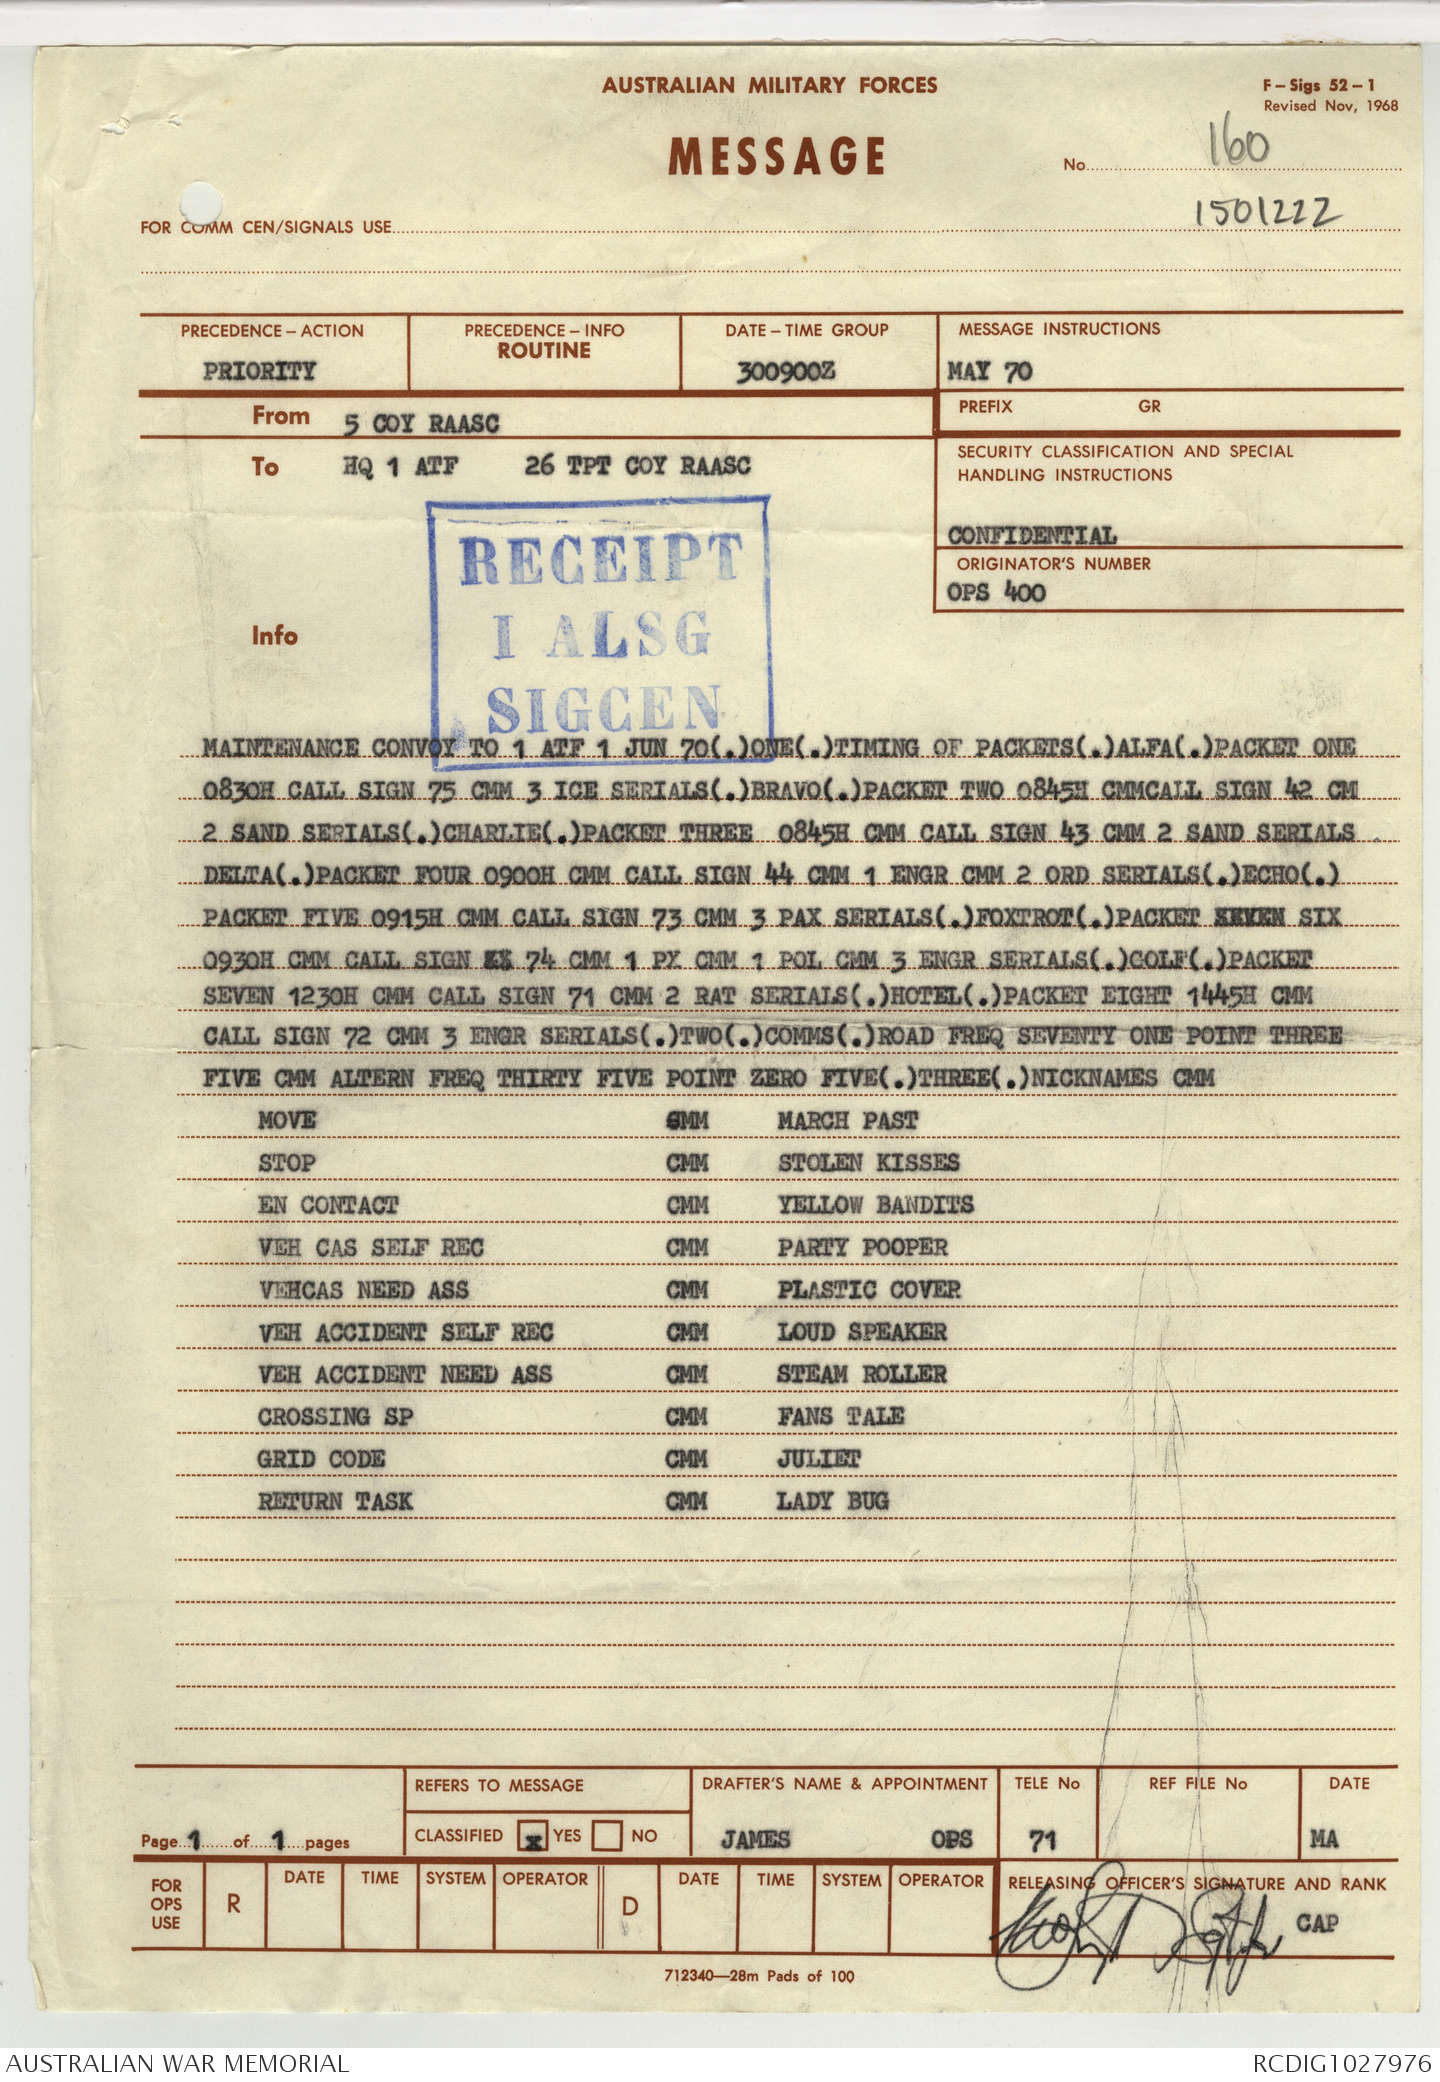 AUSTRALIAN MILITARY FORCES
F – Sigs 52 – 1
Revised Nov, 1968
MESSAGE
No. 160
FOR COMM CEN/SIGNALS USE 150122Z
PRECEDENCE – ACTION
PRIORITY
PRECEDENCE – INFO
ROUTINE
DATE – TIME GROUP
300900Z
MESSAGE INSTRUCTIONS
MAY 70
From 5 COY RAASC
PREFIX GR
To HQ 1 ATF 26 TPT COY RAASC
SECURITY CLASSIFICATION AND SPECIAL
HANDLING INSTRUCTIONS
CONFIDENTIAL
ORIGINATOR'S NUMBER
OPS 400
RECEIPT
I ALSG
SIGCEN
Info
MAINTENANCE CONVOY TO 1 ATF 1 JUN 70(.)ONE(.)TIMING OF PACKETS(.)ALFA(.)PACKET ONE
0830H CALL SIGN 75 CMM 3 ICE SERIALS(.)BRAVO(.)PACKET TWO 0845H CMMCALL SIGN 42 CM
2 SAND SERIALS(.)CHARLIE(.)PACKET THREE 0845H CMM CALL SIGN 43 CMM 2 SAND SERIALS
DELTA(.)PACKET FOUR 0900H CMM CALL SIGN 44 CMM 1 ENGR CMM 2 ORD SERIALS(.)ECHO(.)
PACKET FIVE 0915H CMM CALL SIGN 73 CMM 3 PAX SERIALS(.)FOXTROT(.)PACKET SEVEN SIX
0930H CMM CALL SIGN 74 CMM 1 PX CMM 1 POL CMM 3 ENGR SERIALS(.)GOLF(.)PACKET
SEVEN 1230H CMM CALL SIGN 71 CMM 2 RAT SERIALS(.)HOTEL(.)PACKET EIGHT 1445H CMM
CALL SIGN 72 CMM 3 ENGR SERIALS(.)TWO(.)COMMS(.)ROAD FREQ SEVENTY ONE POINT THREE
FIVE CMM ALTERN FREQ THIRTY FIVE POINT ZERO FIVE(.)THREE(.)NICKNAMES CMM
MOVE CMM MARCH PAST
STOP CMM STOLEN KISSES
EN CONTACT CMM YELLOW BANDITS
VEH CAS SELF REC CMM PARTY POOPER
VEHCAS NEED ASS CMM PLASTIC COVER
VEH ACCIDENT SELF REC CMM LOUD SPEAKER
VEH ACCIDENT NEED ASS CMM STEAM ROLLER
CROSSING SP CMM FANS TALE
GRID CODE CMM JULIET
RETURN TASK CMM LADY BUG
Page 1 of 1 pages
REFERS TO MESSAGE
CLASSIFIED x YES NO
DRAFTER'S NAME & APPOINTMENT
JAMES OPS
TELE No
71
REF FILE No
DATE
MA
FOR
OPS
USE
R
DATE TIME SYSTEM OPERATOR
D
DATE TIME SYSTEM OPERATOR
RELEASING OFFICER'S SIGNATURE AND RANK
CAP
712340—28m Pads of 100
AUSTRALIAN WAR MEMORIAL
RCDIG1027976